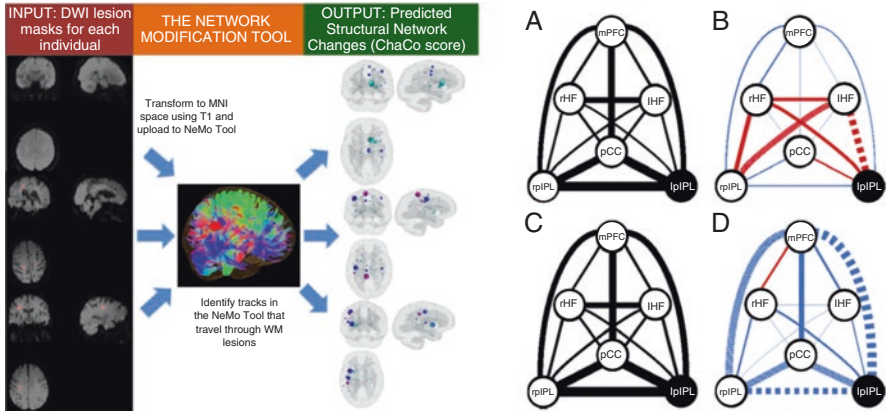 INPUT: DWI lesion
masks for each
individual
THE NETWORK
MODIFICATION TOOL
OUTPUT: Predicted
Structural Network
Changes (ChaCo score)
Transform to MNI
space using T1 and
upload to NeMo Tool
Identify tracks in
the NeMo Tool that
travel through WM
lesions
A
mPFC
rHF
lHF
pCC
rpIPL
lpIPL
B
mPFC
rHF
lHF
pCC
rpIPL
lpIPL
C
mPFC
rHF
lHF
pCC
rpIPL
lpIPL
D
mPFC
rHF
lHF
pCC
rpIPL
lpIPL